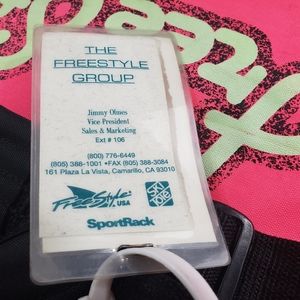 THE
FREESTYLE
GROUP
Jimmy Olmes
Vice President
Sales & Marketing
Ext # 106
(800) 776-6449
(805) 388-1001 • FAX (805) 388-3084
161 Plaza La Vista, Camarillo, CA 93010
FreeStyle
USA
SportRack